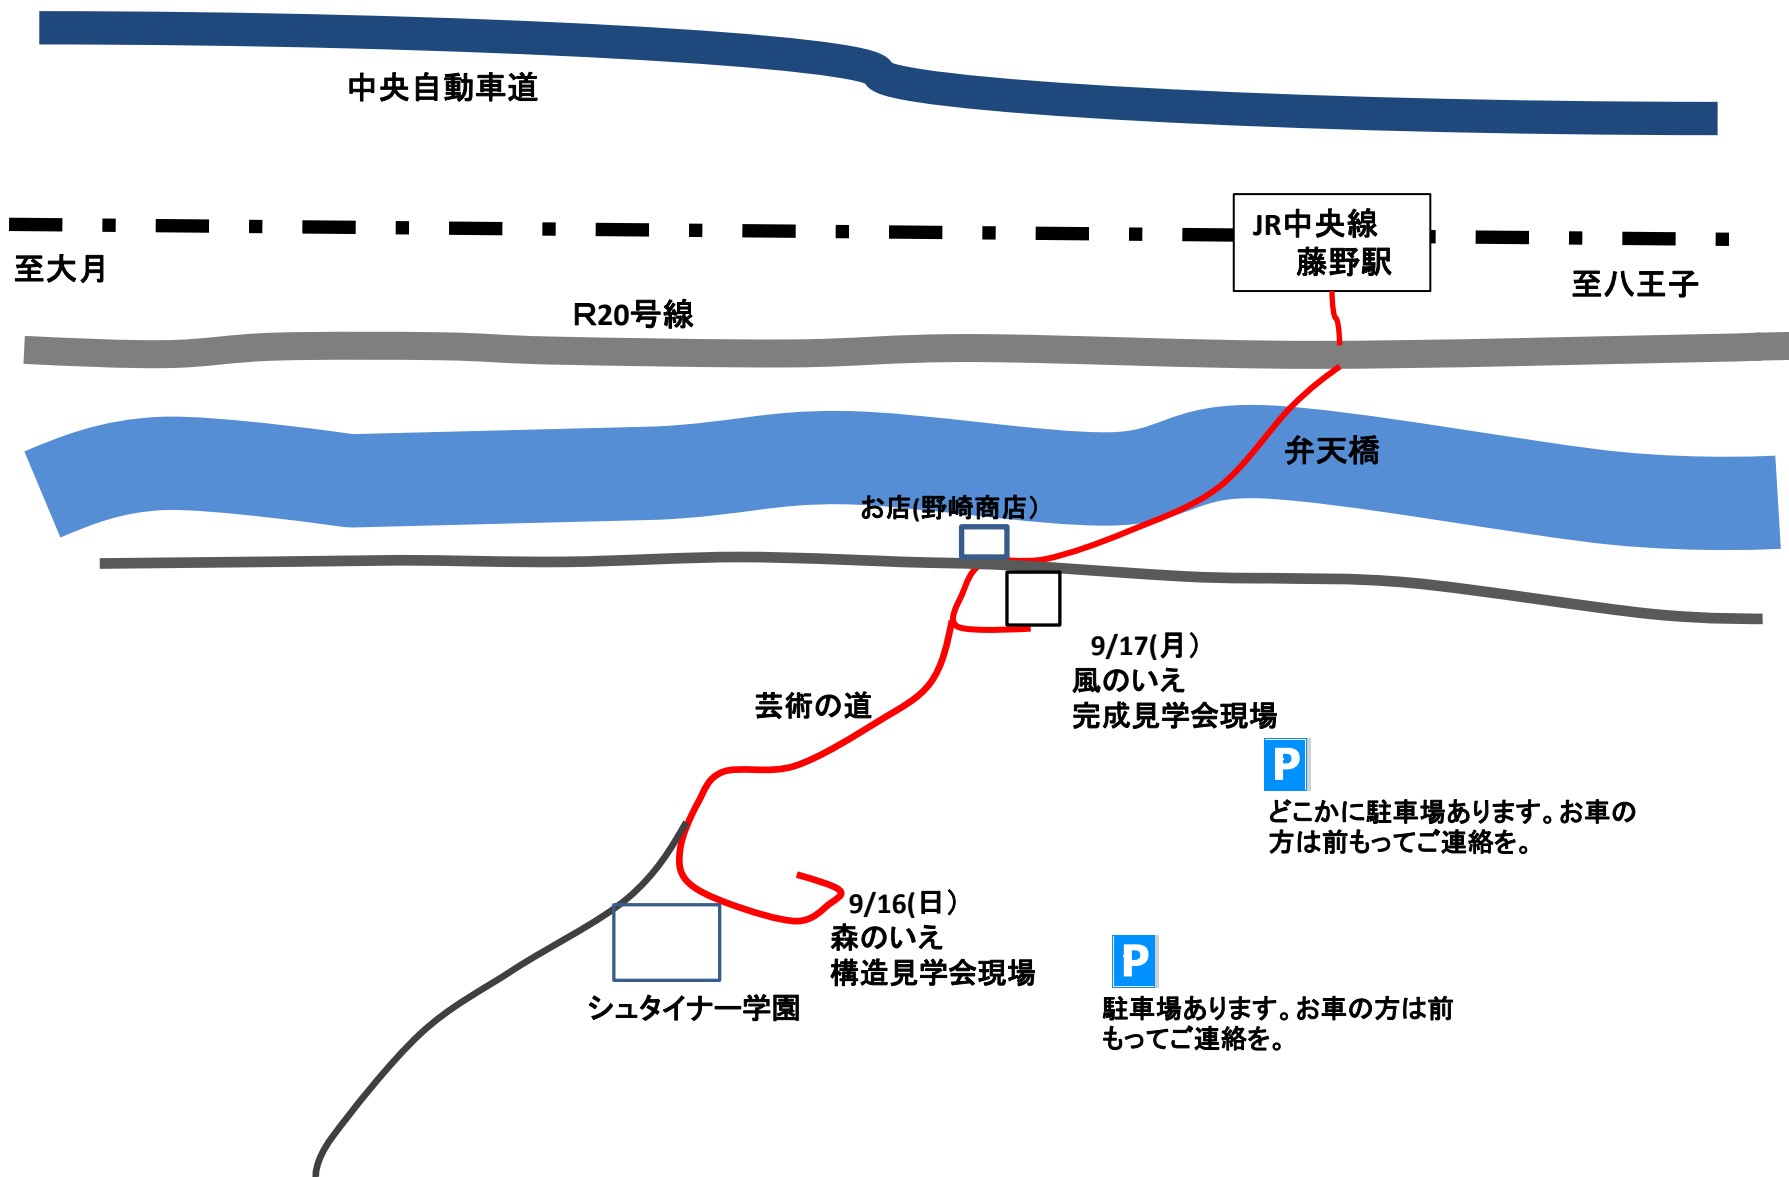 中央自動車道
JR中央線
藤野駅
至大月
至八王子
R20号線
弁天橋
お店(野崎商店)
9/17(月)
風のいえ
完成見学会現場
芸術の道
P
どこかに駐車場あります。お車の
方は前もってご連絡を。
9/16(日)
森のいえ
構造見学会現場
P
駐車場あります。お車の方は前
もってご連絡を。
シュタイナー学園